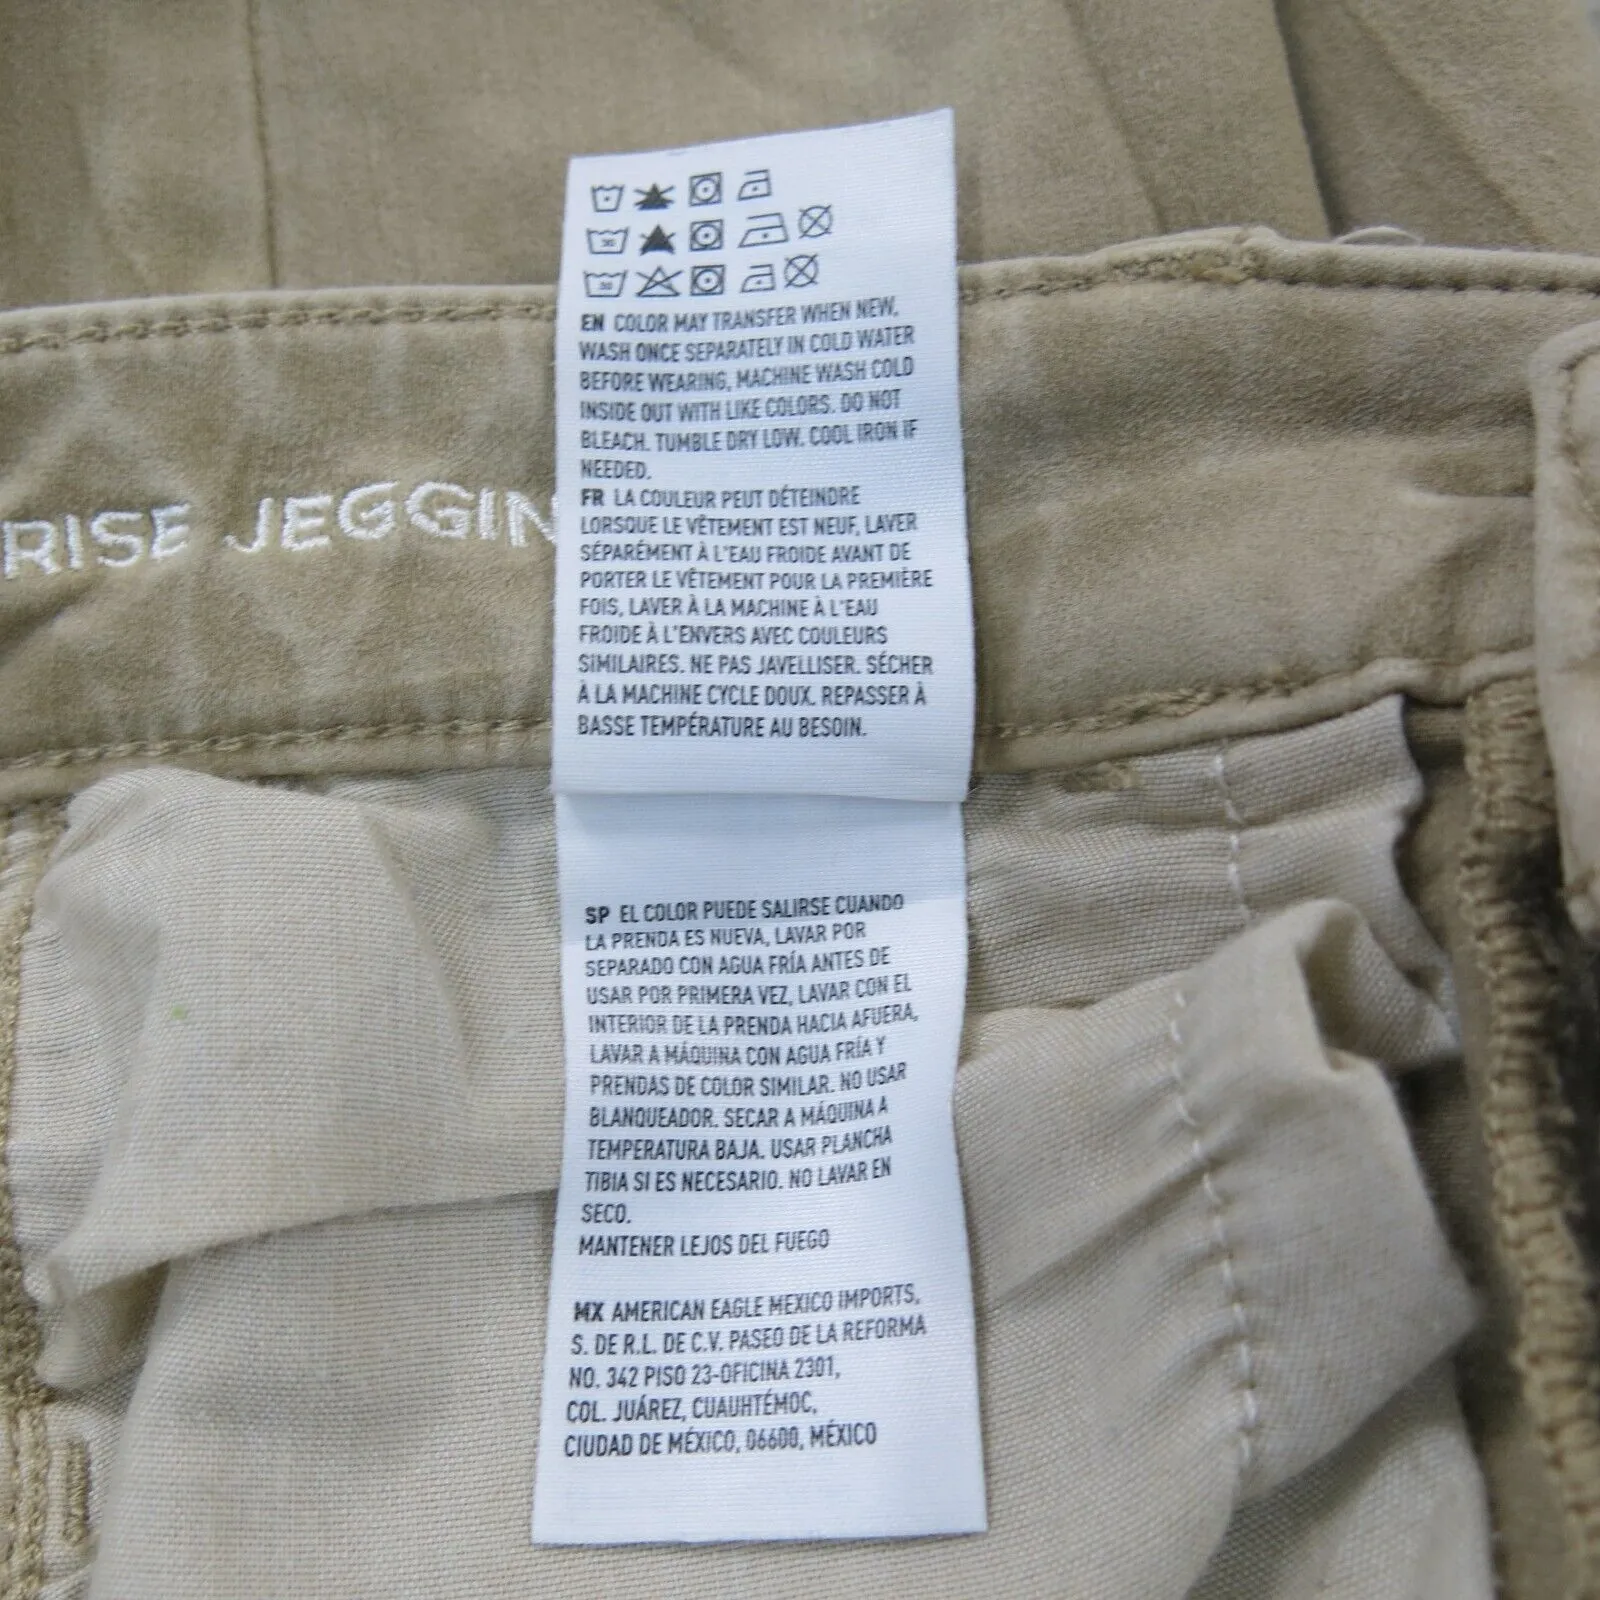 30
30
EN COLOR MAY TRANSFER WHEN NEW,
WASH ONCE SEPARATELY IN COLD WATER
BEFORE WEARING, MACHINE WASH COLD
INSIDE OUT WITH LIKE COLORS. DO NOT
BLEACH. TUMBLE DRY LOW. COOL IRON IF
NEEDED.
FR LA COULEUR PEUT DÉTEINDRE
LORSQUE LE VÊTEMENT EST NEUF, LAVER
SÉPARÉMENT À L'EAU FROIDE AVANT DE
PORTER LE VÊTEMENT POUR LA PREMIÈRE
FOIS, LAVER À LA MACHINE À L'EAU
FROIDE À L'ENVERS AVEC COULEURS
SIMILAIRES. NE PAS JAVELLISER. SÉCHER
À LA MACHINE CYCLE DOUX. REPASSER À
BASSE TEMPÉRATURE AU BESOIN.
RISE JEGGIN
SP EL COLOR PUEDE SALIRSE CUANDO
LA PRENDA ES NUEVA, LAVAR POR
SEPARADO CON AGUA FRÍA ANTES DE
USAR POR PRIMERA VEZ, LAVAR CON EL
INTERIOR DE LA PRENDA HACIA AFUERA,
LAVAR A MÁQUINA CON AGUA FRÍA Y
PRENDAS DE COLOR SIMILAR. NO USAR
BLANQUEADOR. SECAR A MÁQUINA A
TEMPERATURA BAJA. USAR PLANCHA
TIBIA SI ES NECESARIO. NO LAVAR EN
SECO.
MANTENER LEJOS DEL FUEGO
MX AMERICAN EAGLE MEXICO IMPORTS,
S. DE R.L. DE C.V. PASEO DE LA REFORMA
NO. 342 PISO 23-OFICINA 2301,
COL. JUÁREZ, CUAUHTÉMOC,
CIUDAD DE MÉXICO, 06600, MÉXICO